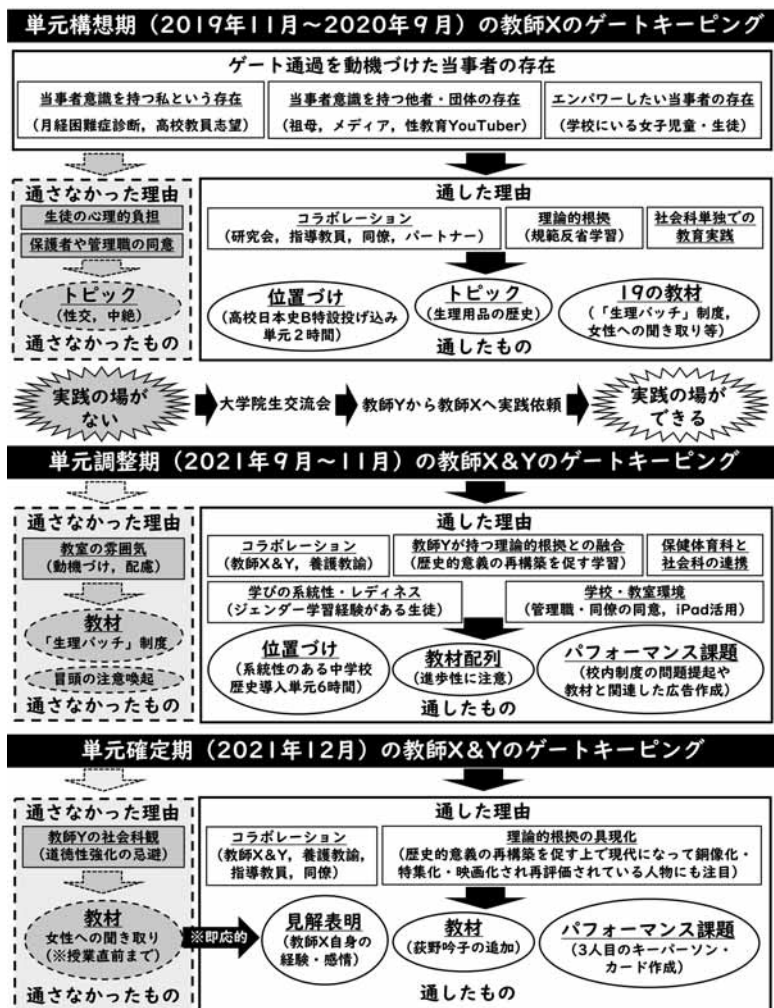 単元構想期（2019年11月～2020年9月）の教師Xのゲートキーピング
ゲート通過を動機づけた当事者の存在
当事者意識を持つ私という存在
（月経困難症診断，高校教員志望）
当事者意識を持つ他者・団体の存在
（祖母，メディア，性教育YouTuber）
エンパワーしたい当事者の存在
（学校にいる女子児童・生徒）
通さなかった理由
生徒の心理的負担
保護者や管理職の同意
トピック
（性交，中絶）
通さなかったもの
通した理由
コラボレーション
（研究会，指導教員，同僚，パートナー）
理論的根拠
（規範反省学習）
社会科単独での
教育実践
位置づけ
（高校日本史B特設投げ込み
単元2時間）
トピック
（生理用品の歴史）
19の教材
（「生理バッチ」制度，
女性への聞き取り等）
通したもの
実践の場が
ない
大学院生交流会
教師Yから教師Xへ実践依頼
実践の場が
できる
単元調整期（2021年9月～11月）の教師X&Yのゲートキーピング
通さなかった理由
教室の雰囲気
（動機づけ，配慮）
教材
「生理バッチ」制度
冒頭の注意喚起
通さなかったもの
通した理由
コラボレーション
（教師X&Y，養護教諭）
教師Yが持つ理論的根拠との融合
（歴史的意義の再構築を促す学習）
保健体育科と
社会科の連携
学びの系統性・レディネス
（ジェンダー学習経験がある生徒）
学校・教室環境
（管理職・同僚の同意，iPad活用）
位置づけ
（系統性のある中学校
歴史導入単元6時間）
教材配列
（進歩性に注意）
パフォーマンス課題
（校内制度の問題提起や
教材と関連した広告作成）
通したもの
単元確定期（2021年12月）の教師X&Yのゲートキーピング
通さなかった理由
教師Yの社会科観
（道徳性強化の忌避）
教材
女性への聞き取り
（※授業直前まで）
通さなかったもの
※即応的
通した理由
コラボレーション
（教師X&Y，養護教諭，
指導教員，同僚）
理論的根拠の具現化
（歴史的意義の再構築を促す上で現代になって銅像化・
特集化・映画化され再評価されている人物にも注目）
見解表明
（教師X自身の
経験・感情）
教材
（荻野吟子の追加）
パフォーマンス課題
（3人目のキーパーソン・
カード作成）
通したもの